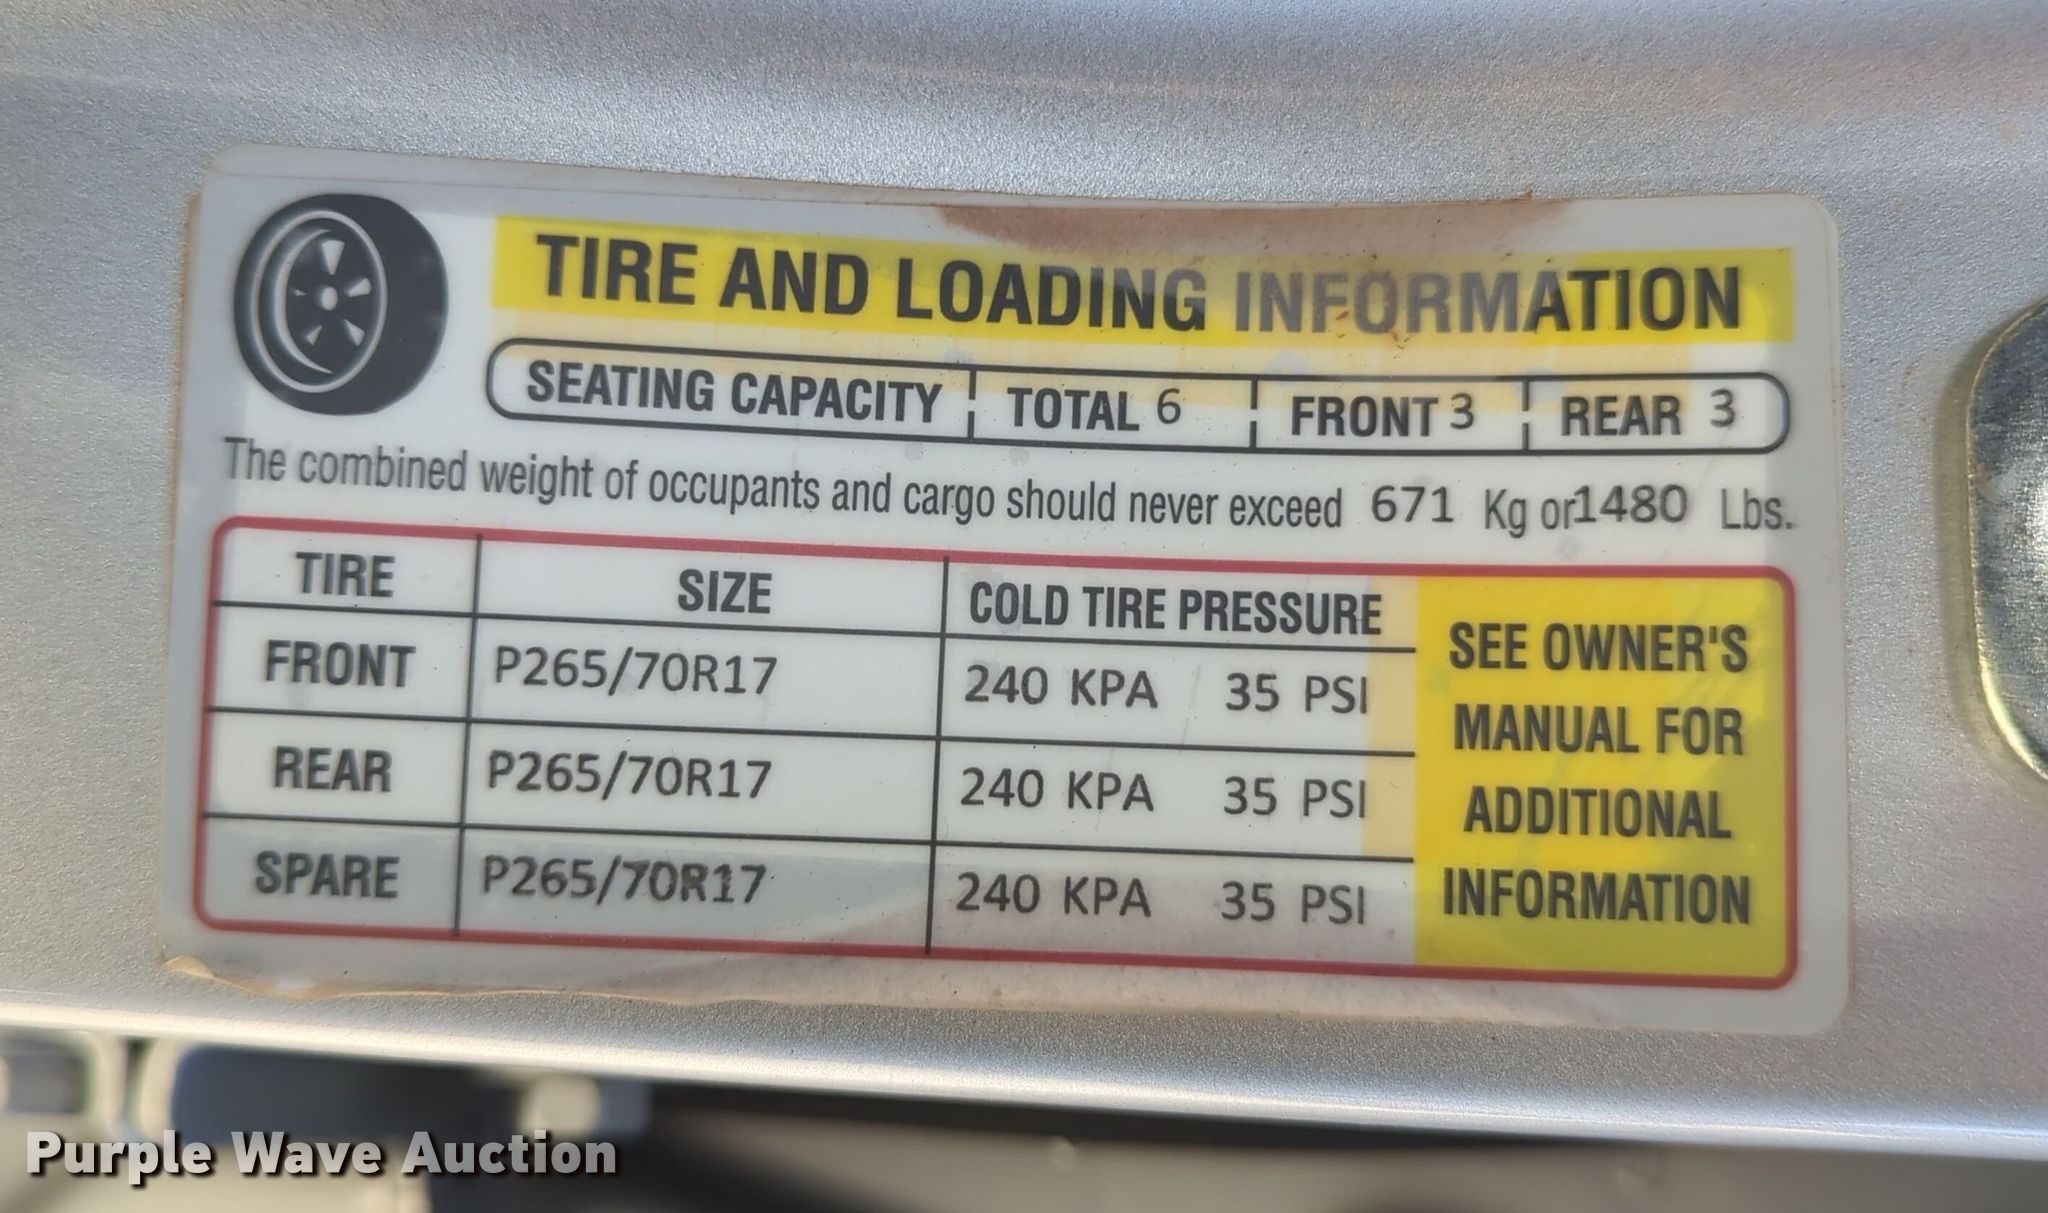 TIRE AND LOADING INFORMATION
SEATING CAPACITY TOTAL 6 FRONT 3 REAR 3
The combined weight of occupants and cargo should never exceed 671 Kg or 1480 Lbs.
TIRE SIZE COLD TIRE PRESSURE
FRONT P265/70R17 240 KPA 35 PSI
REAR P265/70R17 240 KPA 35 PSI
SPARE P265/70R17 240 KPA 35 PSI
SEE OWNER'S
MANUAL FOR
ADDITIONAL
INFORMATION
Purple Wave Auction